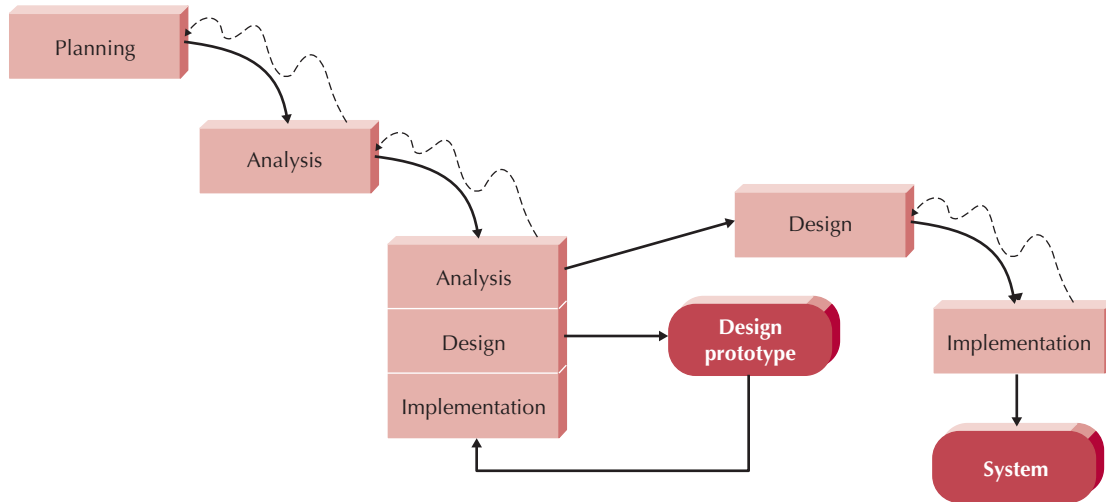 Planning
Analysis
Analysis
Design
Implementation
Design
prototype
Design
Implementation
System